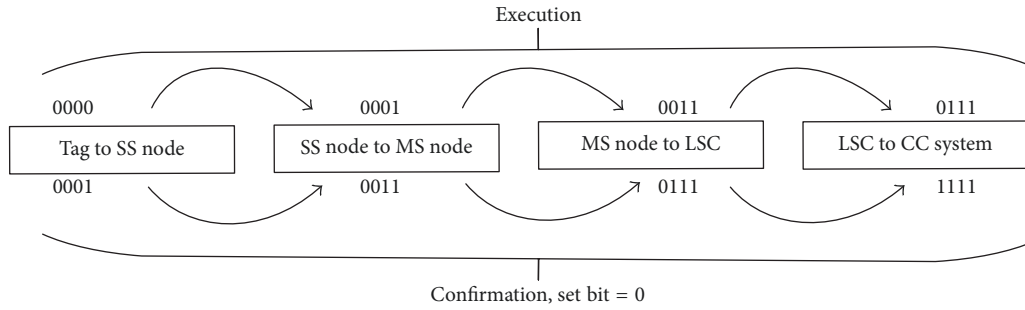 Execution
0000 0001 0011 0111
Tag to SS node SS node to MS node MS node to LSC LSC to CC system
0001 0011 0111 1111
Confirmation, set bit = 0